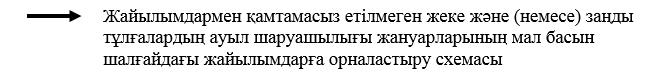 Жайылымдармен қамтамасыз етілмеген жеке және (немесе) заңды
тұлғалардың ауыл шаруашылығы жануарларының мал басын
шалғайдағы жайылымдарға орналастыру схемасы